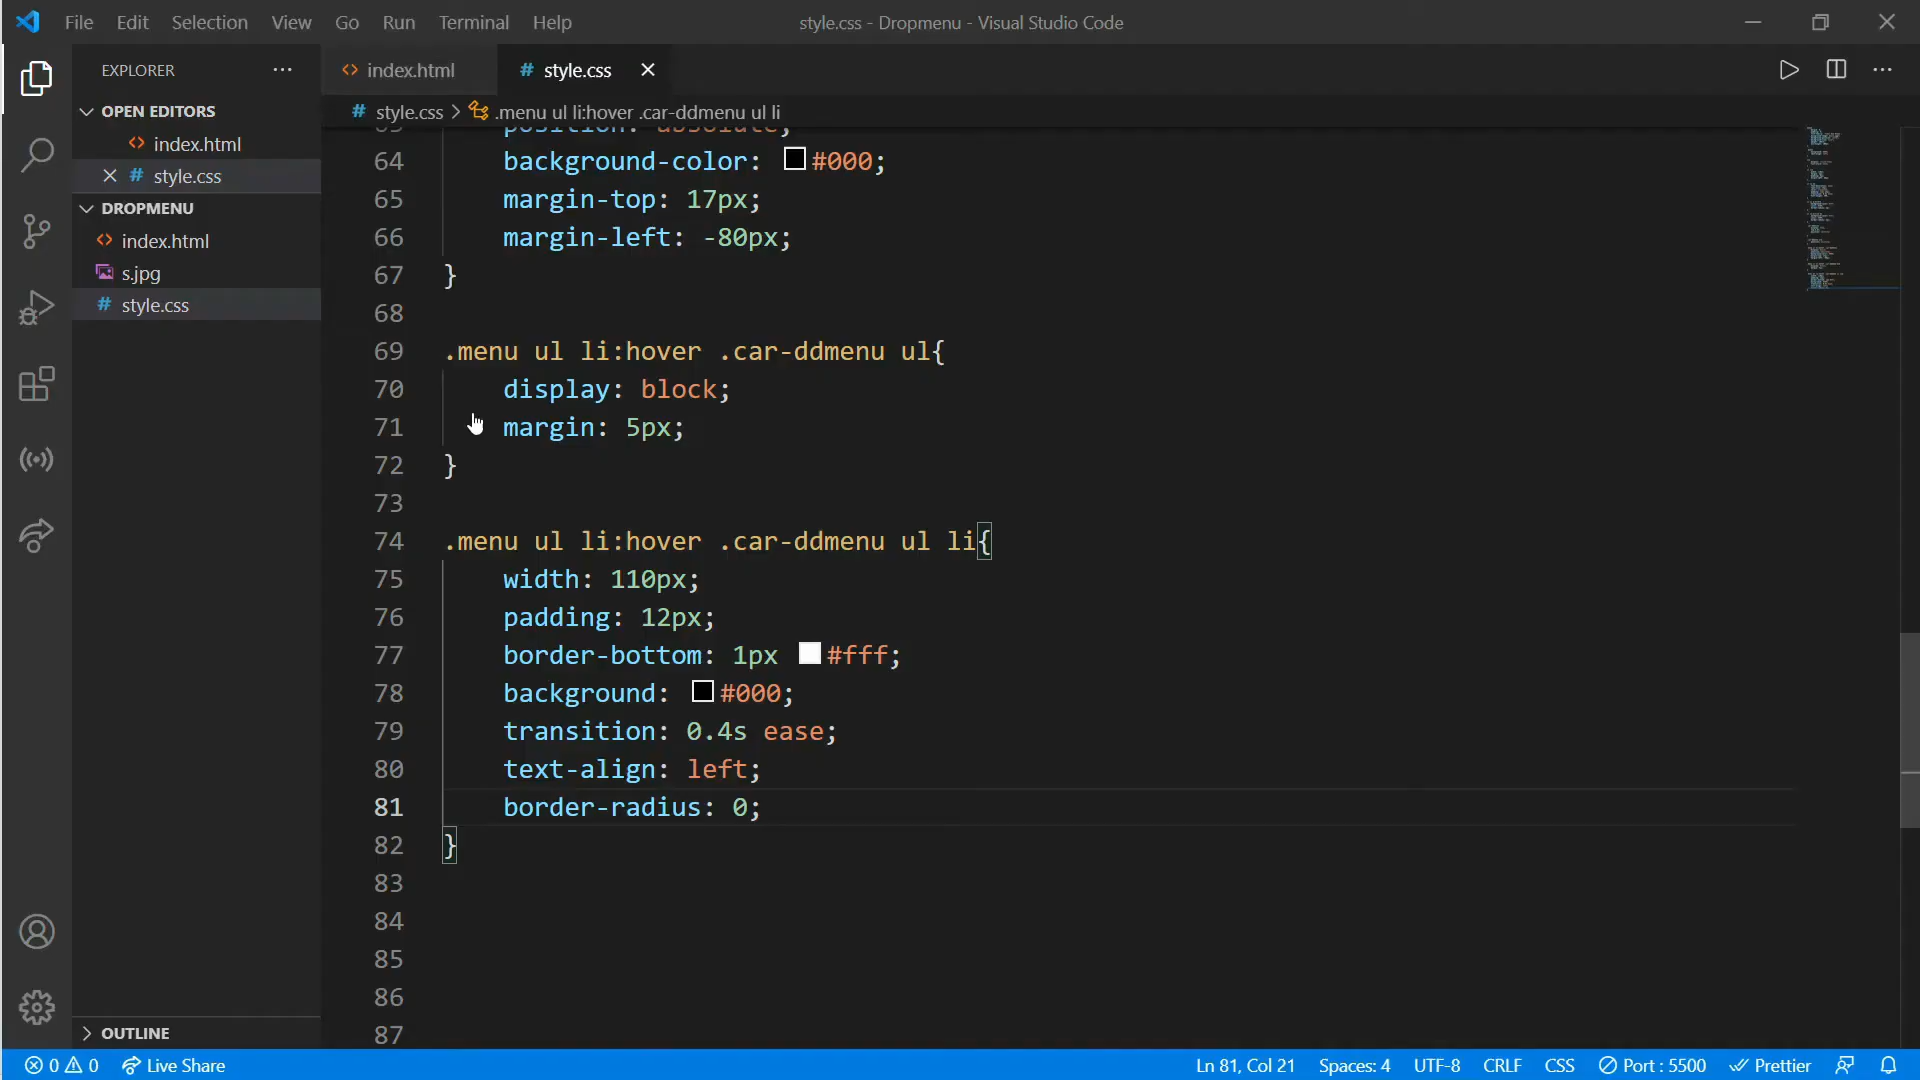 File Edit Selection View Go Run Terminal Help
style.css - Dropmenu - Visual Studio Code
EXPLORER
OPEN EDITORS
index.html
style.css
DROPMENU
index.html
s.jpg
style.css
OUTLINE
index.html
# style.css
# style.css > .menu ul li:hover .car-ddmenu ul li
63 position: absolute;
64 background-color: #000;
65 margin-top: 17px;
66 margin-left: -80px;
67 }
68
69 .menu ul li:hover .car-ddmenu ul{
70 display: block;
71 margin: 5px;
72 }
73
74 .menu ul li:hover .car-ddmenu ul li{
75 width: 110px;
76 padding: 12px;
77 border-bottom: 1px #fff;
78 background: #000;
79 transition: 0.4s ease;
80 text-align: left;
81 border-radius: 0;
82 }
83
84
85
86
87
0 0 Live Share
Ln 81, Col 21 Spaces: 4 UTF-8 CRLF CSS Port : 5500 Prettier